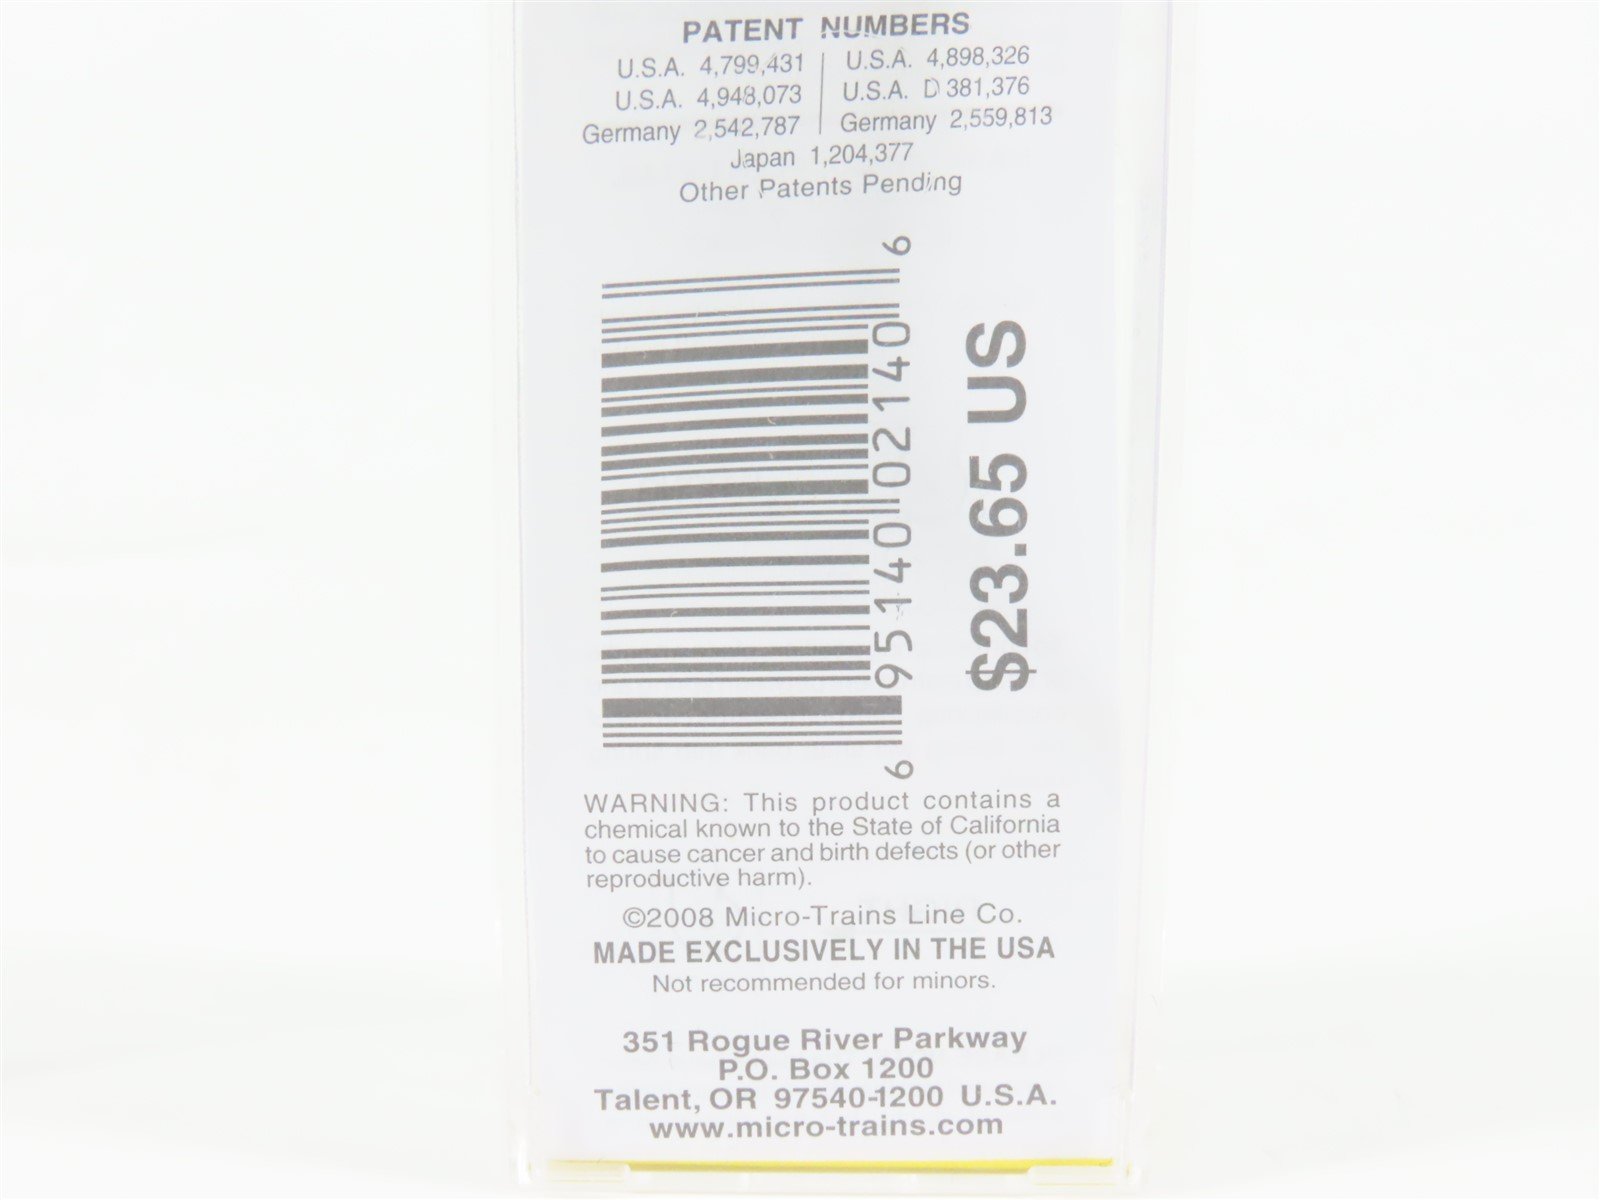 PATENT NUMBERS
U.S.A. 4,799,431 | U.S.A. 4,898,326
U.S.A. 4,948,073 | U.S.A. D 381,376
Germany 2,542,787 | Germany 2,559,813
Japan 1,204,377
Other Patents Pending
6 95140 02140 6
$23.65 US
WARNING: This product contains a
chemical known to the State of California
to cause cancer and birth defects (or other
reproductive harm).
©2008 Micro-Trains Line Co.
MADE EXCLUSIVELY IN THE USA
Not recommended for minors.
351 Rogue River Parkway
P.O. Box 1200
Talent, OR 97540-1200 U.S.A.
www.micro-trains.com